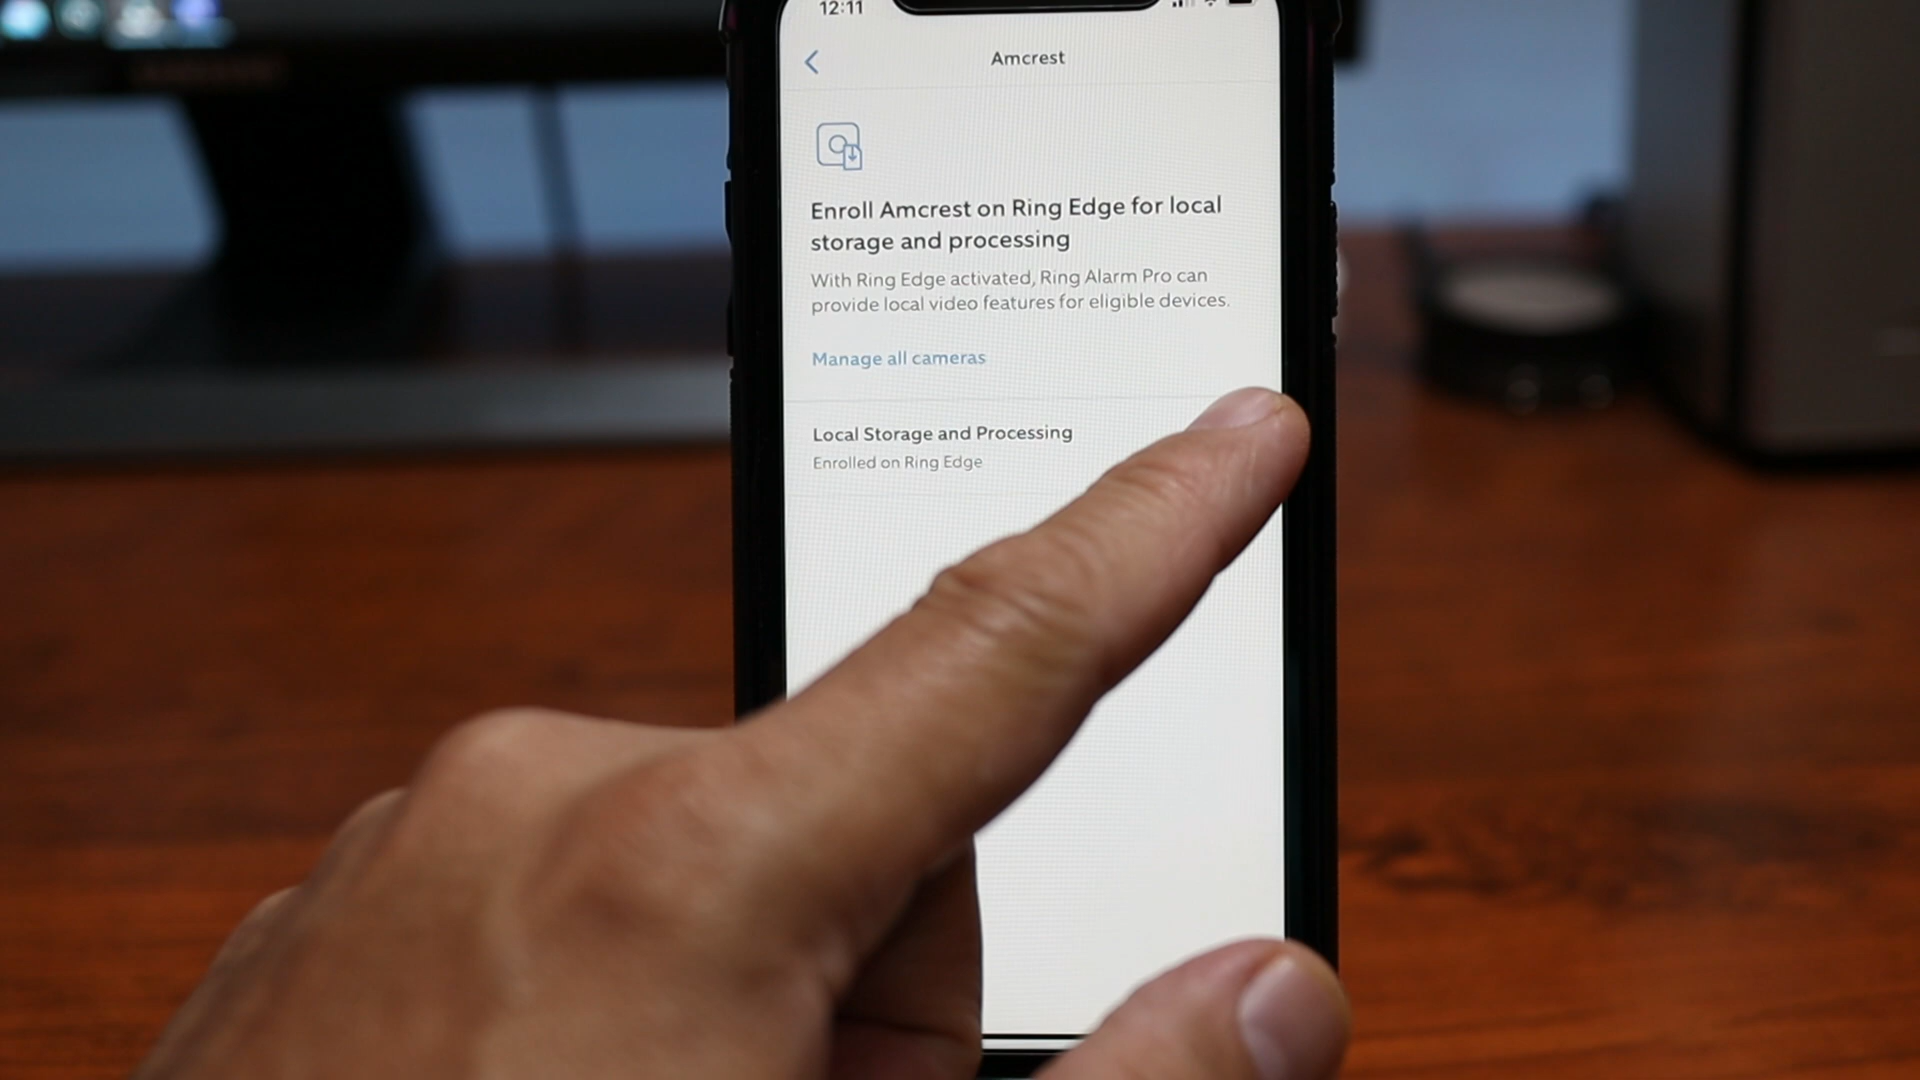 12:11
Amcrest
Enroll Amcrest on Ring Edge for local
storage and processing
With Ring Edge activated, Ring Alarm Pro can
provide local video features for eligible devices.
Manage all cameras
Local Storage and Processing
Enrolled on Ring Edge